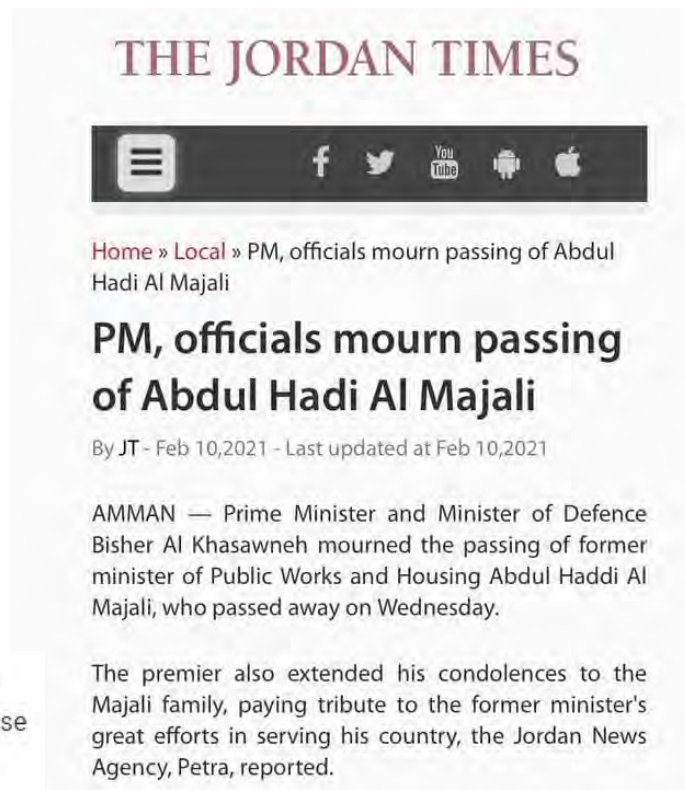 THE JORDAN TIMES
f You Tube
Home » Local » PM, officials mourn passing of Abdul
Hadi Al Majali
PM, officials mourn passing
of Abdul Hadi Al Majali
By JT - Feb 10,2021 - Last updated at Feb 10,2021
AMMAN — Prime Minister and Minister of Defence
Bisher Al Khasawneh mourned the passing of former
minister of Public Works and Housing Abdul Haddi Al
Majali, who passed away on Wednesday.
The premier also extended his condolences to the
Majali family, paying tribute to the former minister's
great efforts in serving his country, the Jordan News
Agency, Petra, reported.
se